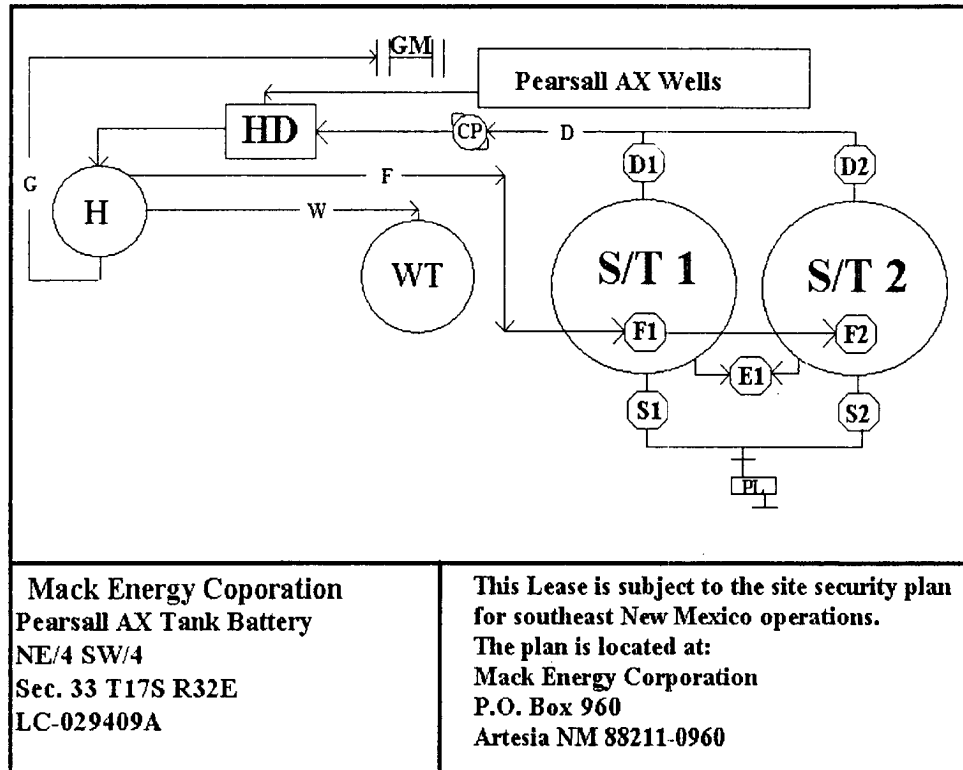 GM
Pearsall AX Wells
HD
CP
D
D1
D2
G
F
H
W
WT
S/T 1
S/T 2
F1
F2
E1
S1
S2
PL
Mack Energy Coporation
Pearsall AX Tank Battery
NE/4 SW/4
Sec. 33 T17S R32E
LC-029409A
This Lease is subject to the site security plan
for southeast New Mexico operations.
The plan is located at:
Mack Energy Corporation
P.O. Box 960
Artesia NM 88211-0960